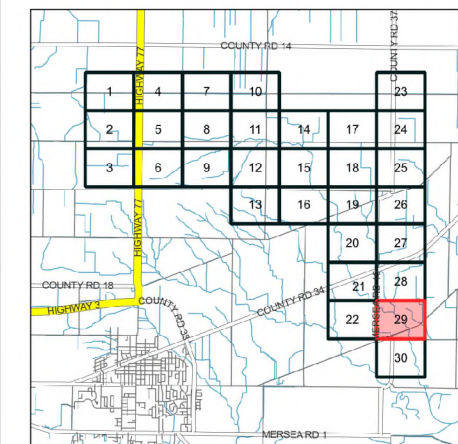 COUNTY RD 14
COUNTY RD 37
HIGHWAY 77
1 4 7 10 23
2 5 8 11 14 17 24
3 6 9 12 15 18 25
13 16 19 26
HIGHWAY 77
20 27
21 28
COUNTY RD 18
HIGHWAY 3
COUNTY RD 34
COUNTY RD 34
22 29
30
MERSEA RD 1